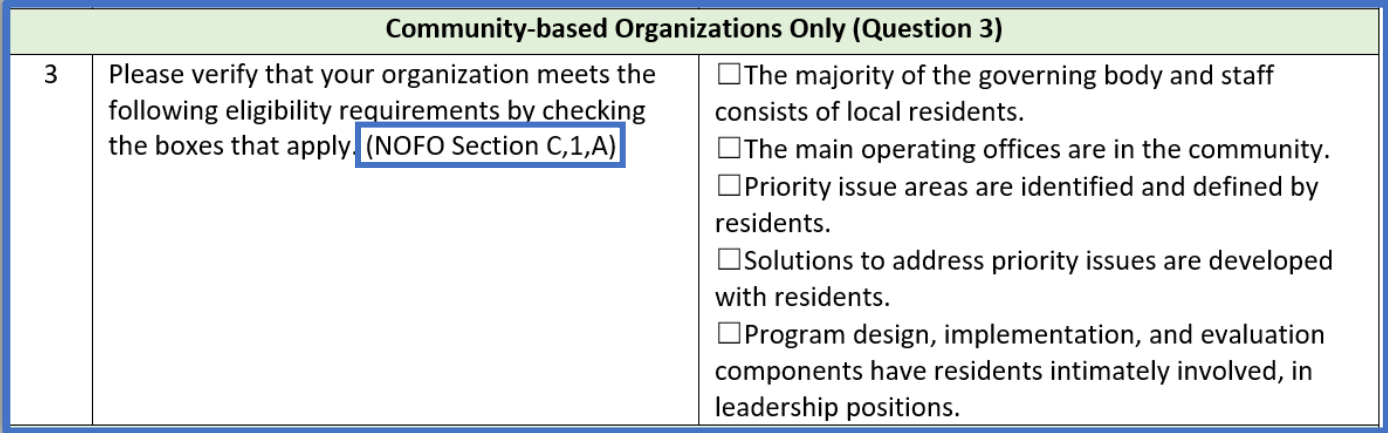 Community-based Organizations Only (Question 3)
3
Please verify that your organization meets the
following eligibility requirements by checking
the boxes that apply. (NOFO Section C,1,A)
☐The majority of the governing body and staff
consists of local residents.
☐The main operating offices are in the community.
☐Priority issue areas are identified and defined by
residents.
☐Solutions to address priority issues are developed
with residents.
☐Program design, implementation, and evaluation
components have residents intimately involved, in
leadership positions.